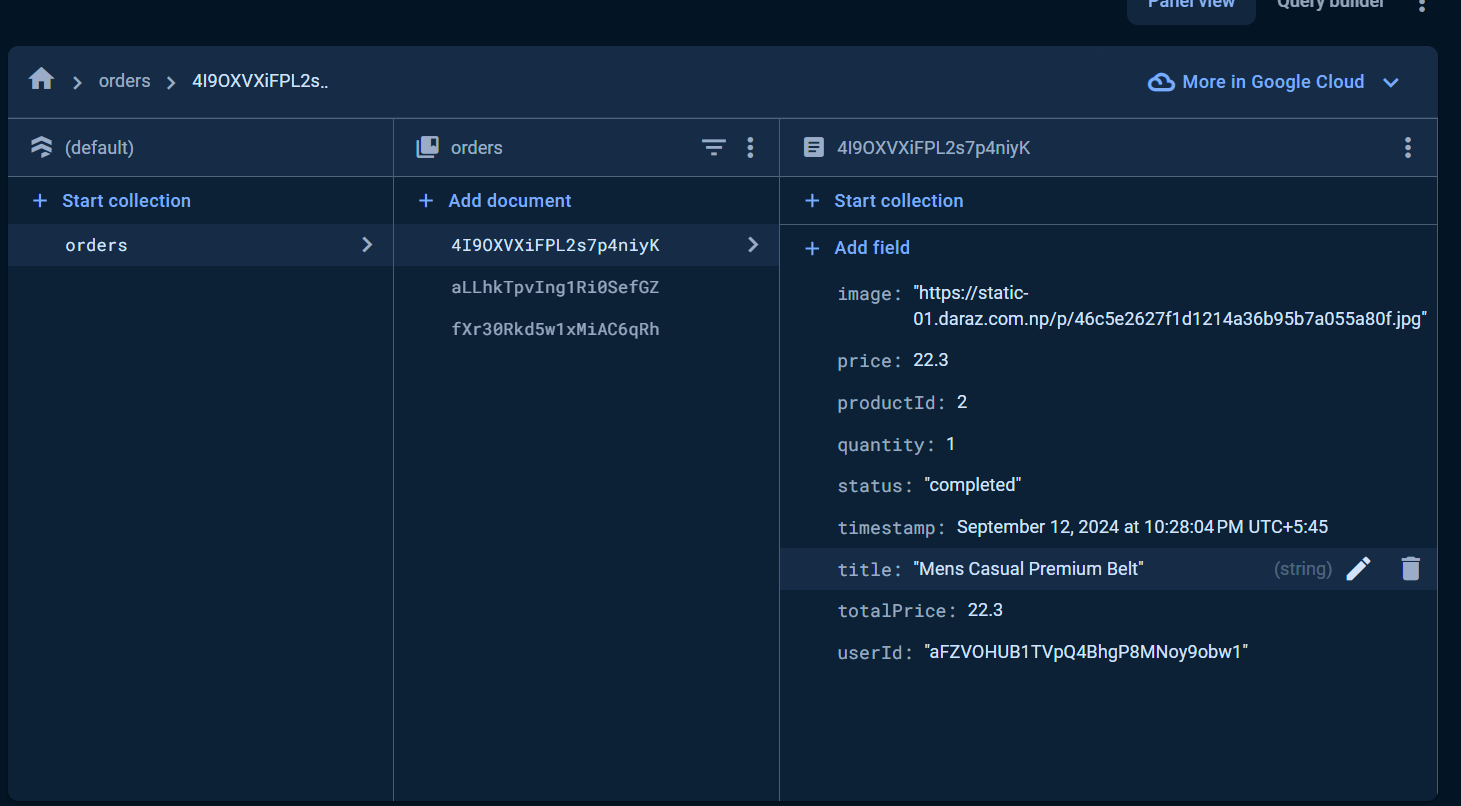 Panel view Query builder
orders 4I9OXVXiFPL2s.. More in Google Cloud
(default)
+ Start collection
orders
orders
+ Add document
4I9OXVXiFPL2s7p4niyK
aLLhkTpvIng1Ri0SefGZ
fXr30Rkd5w1xMiAC6qRh
4I9OXVXiFPL2s7p4niyK
+ Start collection
+ Add field
image: "https://static-
01.daraz.com.np/p/46c5e2627f1d1214a36b95b7a055a80f.jpg"
price: 22.3
productId: 2
quantity: 1
status: "completed"
timestamp: September 12, 2024 at 10:28:04 PM UTC+5:45
title: "Mens Casual Premium Belt" (string)
totalPrice: 22.3
userId: "aFZVOHUB1TVpQ4BhgP8MNoy9obw1"